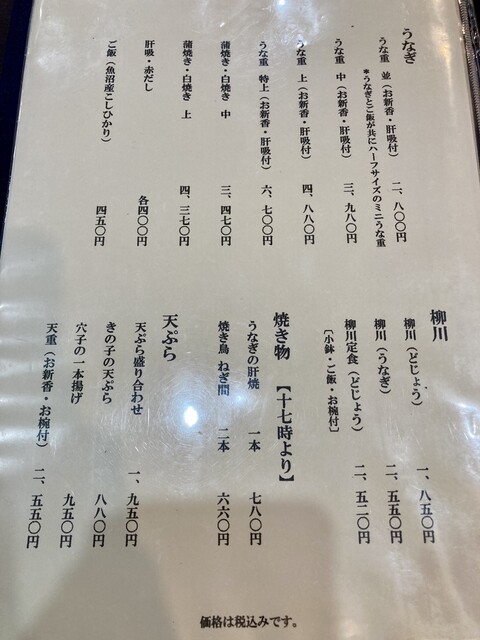 うなぎ
うな重　並（お新香・肝吸付）　二、八〇〇円
＊うなぎとご飯が共にハーフサイズのミニうな重
うな重　中（お新香・肝吸付）　三、九八〇円
うな重　上（お新香・肝吸付）　四、八八〇円
うな重　特上（お新香・肝吸付）　六、七〇〇円
蒲焼き・白焼き　中　三、四七〇円
蒲焼き・白焼き　上　四、三七〇円
肝吸・赤だし　各四〇〇円
ご飯（魚沼産こしひかり）　四五〇円
柳川
柳川（どじょう）　一、八五〇円
柳川（うなぎ）　二、五五〇円
柳川定食（どじょう）　二、五二〇円
［小鉢・ご飯・お椀付］
焼き物　【十七時より】
うなぎの肝焼　一本　七八〇円
焼き鳥　ねぎ間　二本　六六〇円
天ぷら
天ぷら盛り合わせ　一、九五〇円
きの子の天ぷら　八八〇円
穴子の一本揚げ　九五〇円
天重（お新香・お椀付）　二、五五〇円
価格は税込みです。